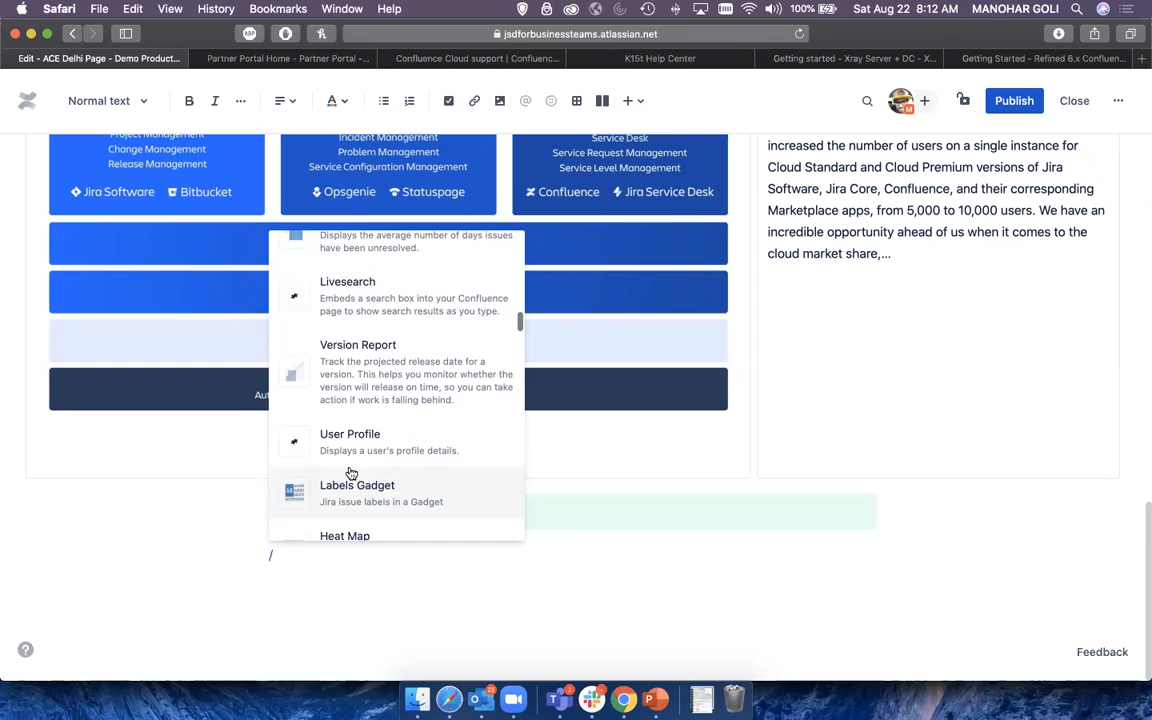 Safari File Edit View History Bookmarks Window Help 100% Sat Aug 22 8:12 AM MANOHAR GOLI
jsdforbusinessteams.atlassian.net
Edit - ACE Delhi Page - Demo Product... Partner Portal Home - Partner Portal -... Confluence Cloud support | Confluenc... K15t Help Center Getting started - Xray Server + DC - X... Getting Started - Refined 6.x Confluen...
Normal text Publish Close
Project Management
Change Management
Release Management
Jira Software Bitbucket
Incident Management
Problem Management
Service Configuration Management
Opsgenie Statuspage
Service Desk
Service Request Management
Service Level Management
Confluence Jira Service Desk
increased the number of users on a single instance for
Cloud Standard and Cloud Premium versions of Jira
Software, Jira Core, Confluence, and their corresponding
Marketplace apps, from 5,000 to 10,000 users. We have an
incredible opportunity ahead of us when it comes to the
cloud market share,...
Displays the average number of days issues
have been unresolved.
Livesearch
Embeds a search box into your Confluence
page to show search results as you type.
Version Report
Track the projected release date for a
version. This helps you monitor whether the
version will release on time, so you can take
action if work is falling behind.
User Profile
Displays a user's profile details.
Labels Gadget
Jira issue labels in a Gadget
Heat Map
Aut
/
Feedback